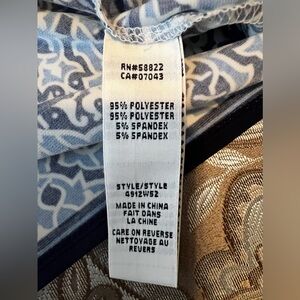 RN#58822
CA#07043
95% POLYESTER
95% POLYESTER
5% SPANDEX
5% SPANDEX
STYLE/STYLE
4912W52
MADE IN CHINA
FAIT DANS
LA CHINE
CARE ON REVERSE
NETTOYAGE AU
REVERS